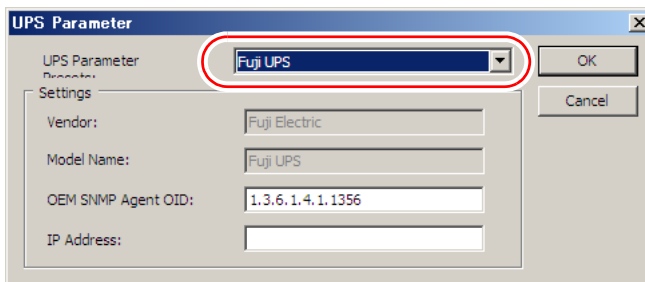 UPS Parameter
UPS Parameter Presets:
Fuji UPS
OK
Cancel
Settings
Vendor:
Fuji Electric
Model Name:
Fuji UPS
OEM SNMP Agent OID:
1.3.6.1.4.1.1356
IP Address: